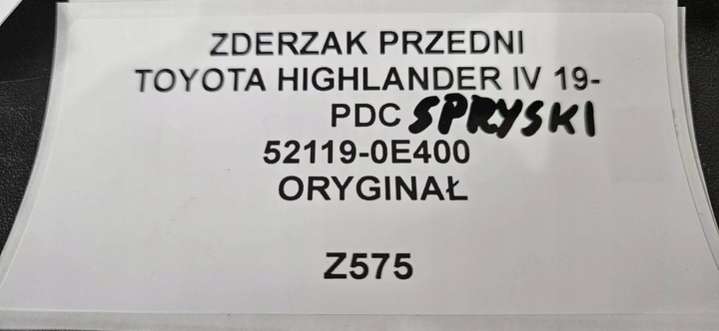 ZDERZAK PRZEDNI
TOYOTA HIGHLANDER IV 19-
PDC SPRYSKI
52119-0E400
ORYGINAŁ
Z575